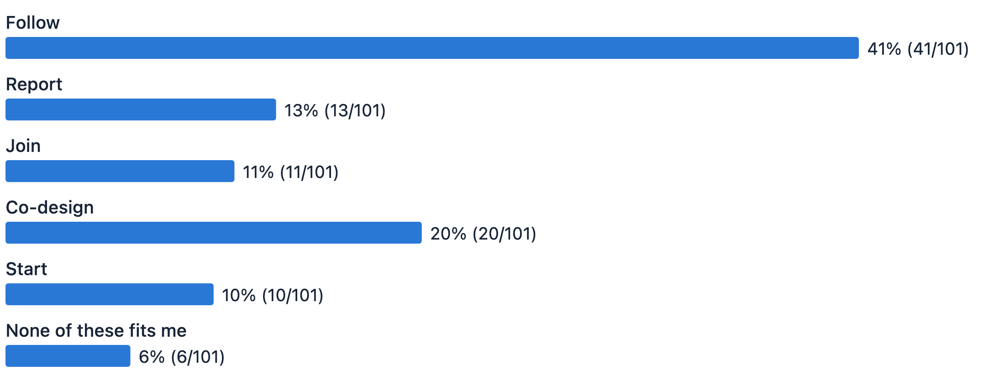 Follow
41% (41/101)
Report
13% (13/101)
Join
11% (11/101)
Co-design
20% (20/101)
Start
10% (10/101)
None of these fits me
6% (6/101)